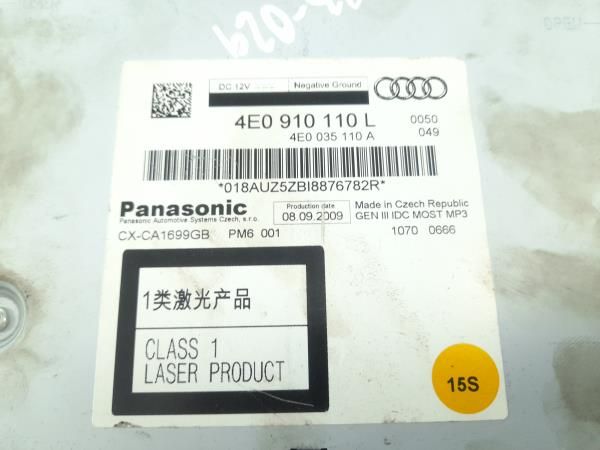 DC 12V
Negative Ground
4E0 910 110 L
0050
4E0 035 110 A
049
*018AUZ5ZBI8876782R*
Panasonic
Panasonic Automotive Systems Czech, s.r.o.
Production date
08.09.2009
Made in Czech Republic
GEN III IDC MOST MP3
CX-CA1699GB PM6 001
1070 0666
1类激光产品
CLASS 1
LASER PRODUCT
15S